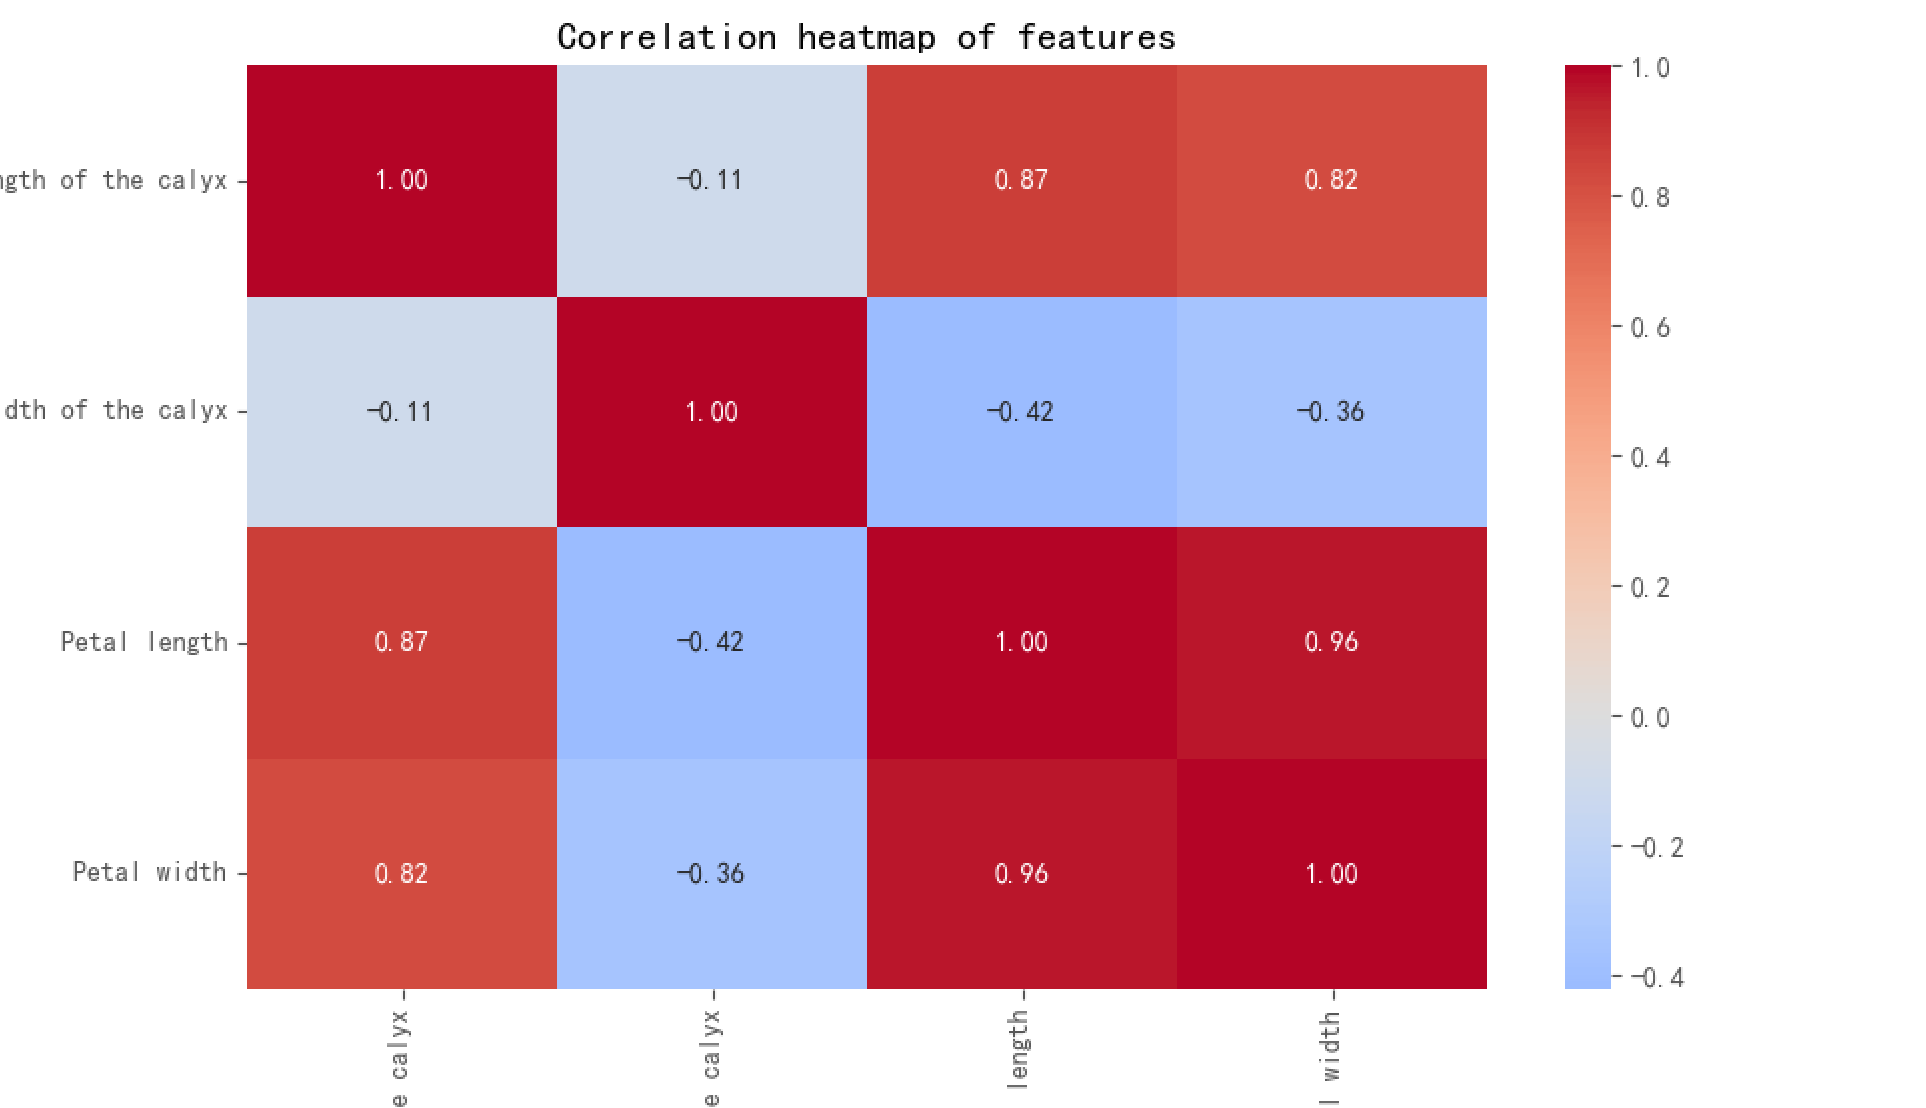 Correlation heatmap of features
1.0
ngth of the calyx
1.00
-0.11
0.87
0.82
0.8
0.6
dth of the calyx
-0.11
1.00
-0.42
-0.36
0.4
0.2
Petal length
0.87
-0.42
1.00
0.96
0.0
-0.2
Petal width
0.82
-0.36
0.96
1.00
-0.4
e calyx
e calyx
length
l width